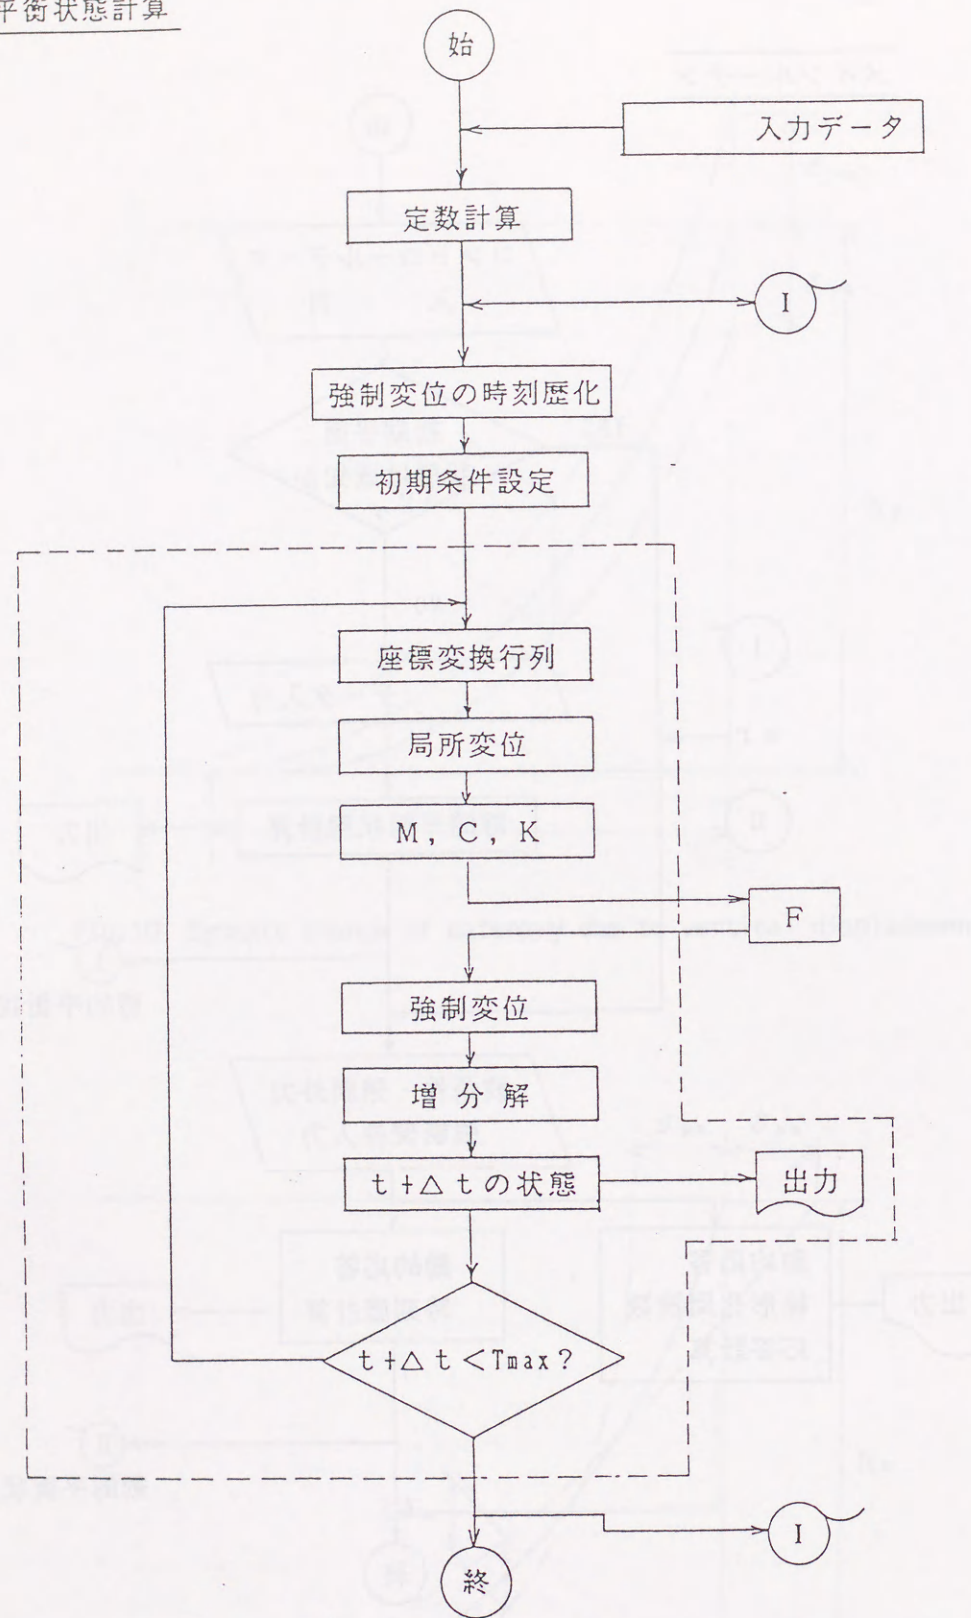 平衡状態計算
始
入力データ
定数計算
I
強制変位の時刻歴化
初期条件設定
座標変換行列
局所変位
M, C, K
F
強制変位
増分解
t+△tの状態
出力
t+△t<Tmax?
I
終